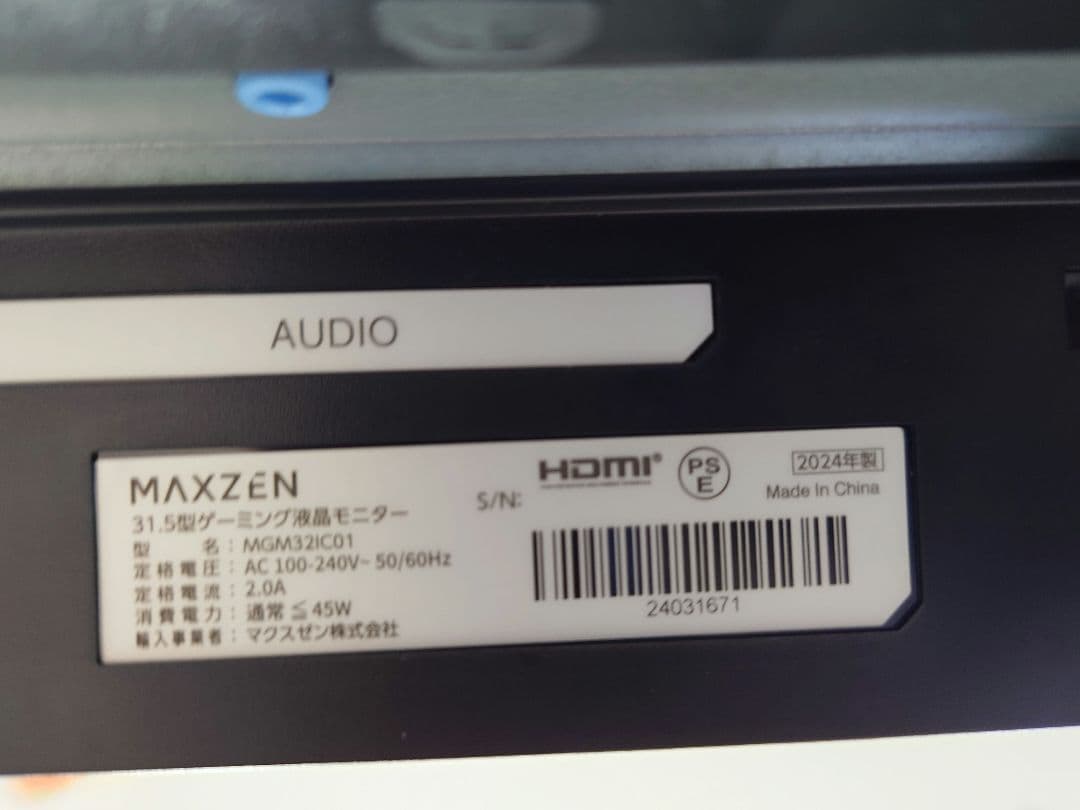 AUDIO
MAXZEN
31.5型ゲーミング液晶モニター
型 名：MGM32IC01
定格電圧：AC 100-240V~ 50/60Hz
定格電流：2.0A
消費電力：通常≦45W
輸入事業者：マクスゼン株式会社
S/N:
HDMI®
PS
E
2024年製
Made In China
24031671